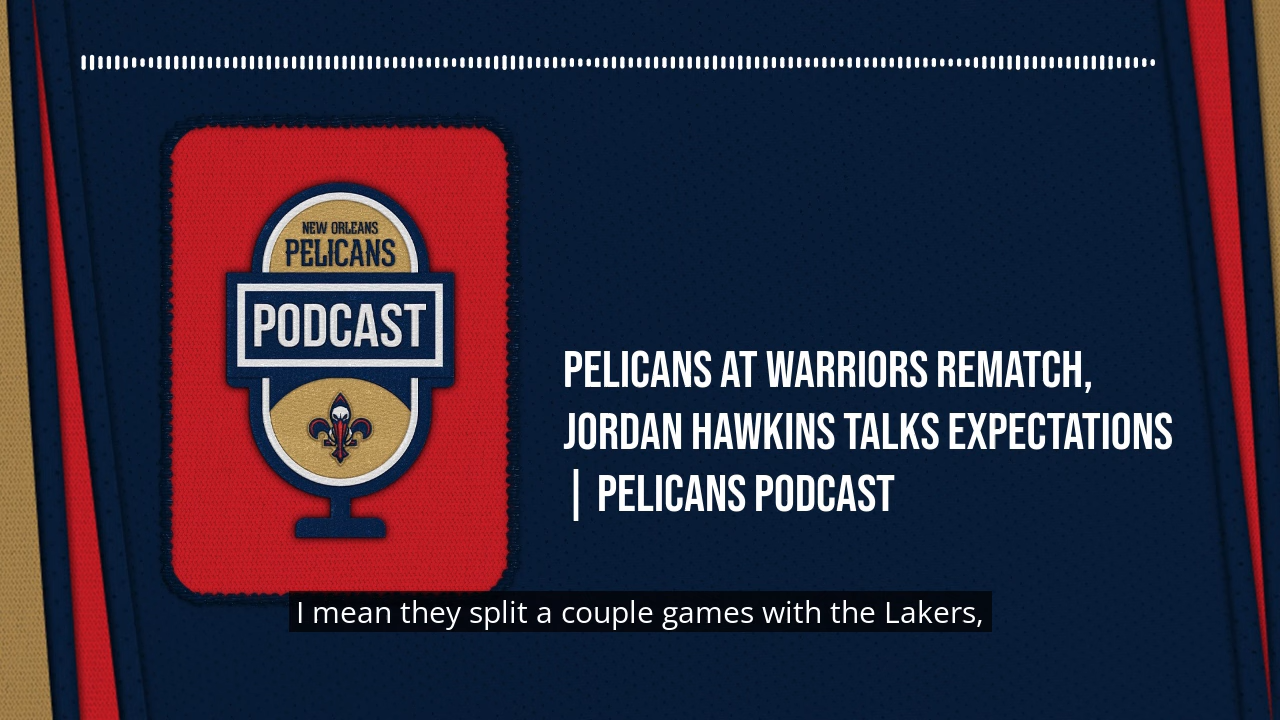 NEW ORLEANS
PELICANS
PODCAST
PELICANS AT WARRIORS REMATCH,
JORDAN HAWKINS TALKS EXPECTATIONS
| PELICANS PODCAST
I mean they split a couple games with the Lakers,